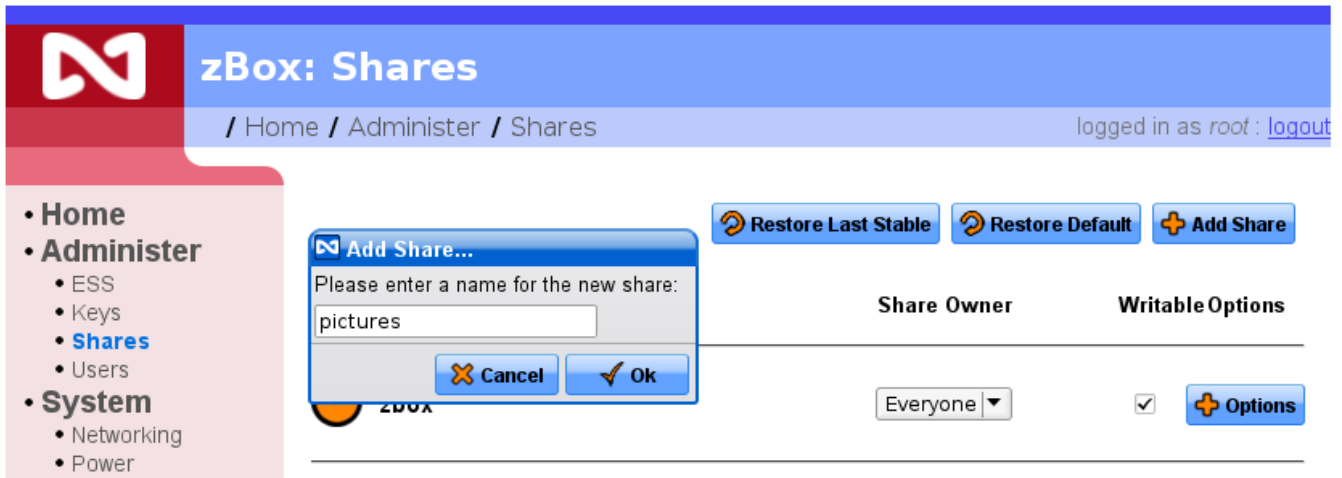 zBox: Shares
/ Home / Administer / Shares
logged in as root : logout
• Home
• Administer
• ESS
• Keys
• Shares
• Users
• System
• Networking
• Power
Restore Last Stable
Restore Default
Add Share
Add Share...
Please enter a name for the new share:
pictures
Cancel
Ok
Share Owner
Writable Options
zbox
Everyone
Options